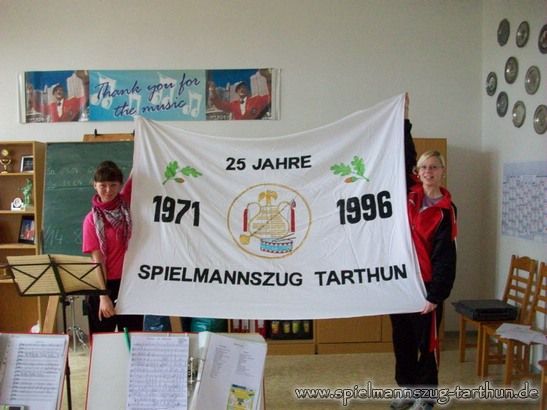 Thank you for
the music
25 JAHRE
1971 1996
SPIELMANNSZUG TARTHUN
www.spielmannszug-tarthun.de